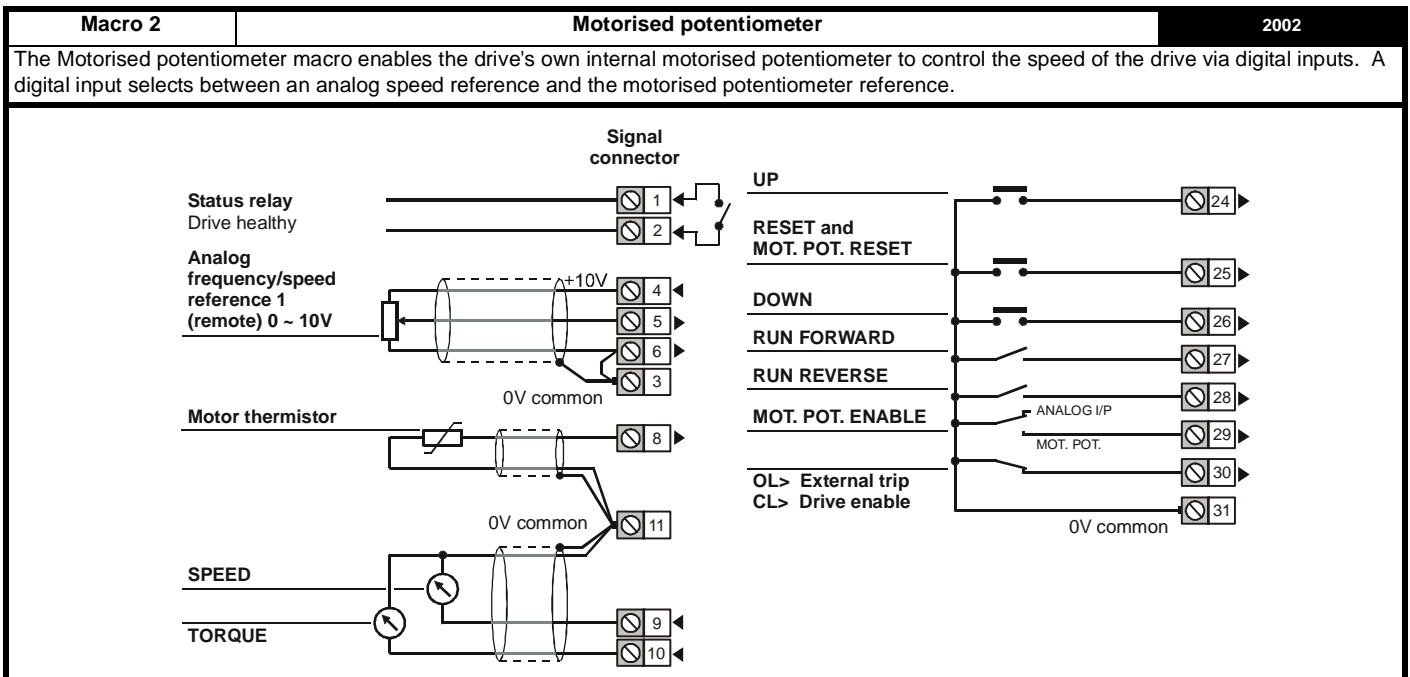 Macro 2
Motorised potentiometer
2002
The Motorised potentiometer macro enables the drive's own internal motorised potentiometer to control the speed of the drive via digital inputs. A
digital input selects between an analog speed reference and the motorised potentiometer reference.
Signal
connector
Status relay
Drive healthy
1
2
Analog
frequency/speed
reference 1
(remote) 0 ~ 10V
+10V
4
5
6
3
0V common
Motor thermistor
8
0V common
11
SPEED
9
TORQUE
10
UP
24
RESET and
MOT. POT. RESET
25
DOWN
26
RUN FORWARD
27
RUN REVERSE
28
MOT. POT. ENABLE
ANALOG I/P
29
MOT. POT.
30
OL> External trip
CL> Drive enable
31
0V common